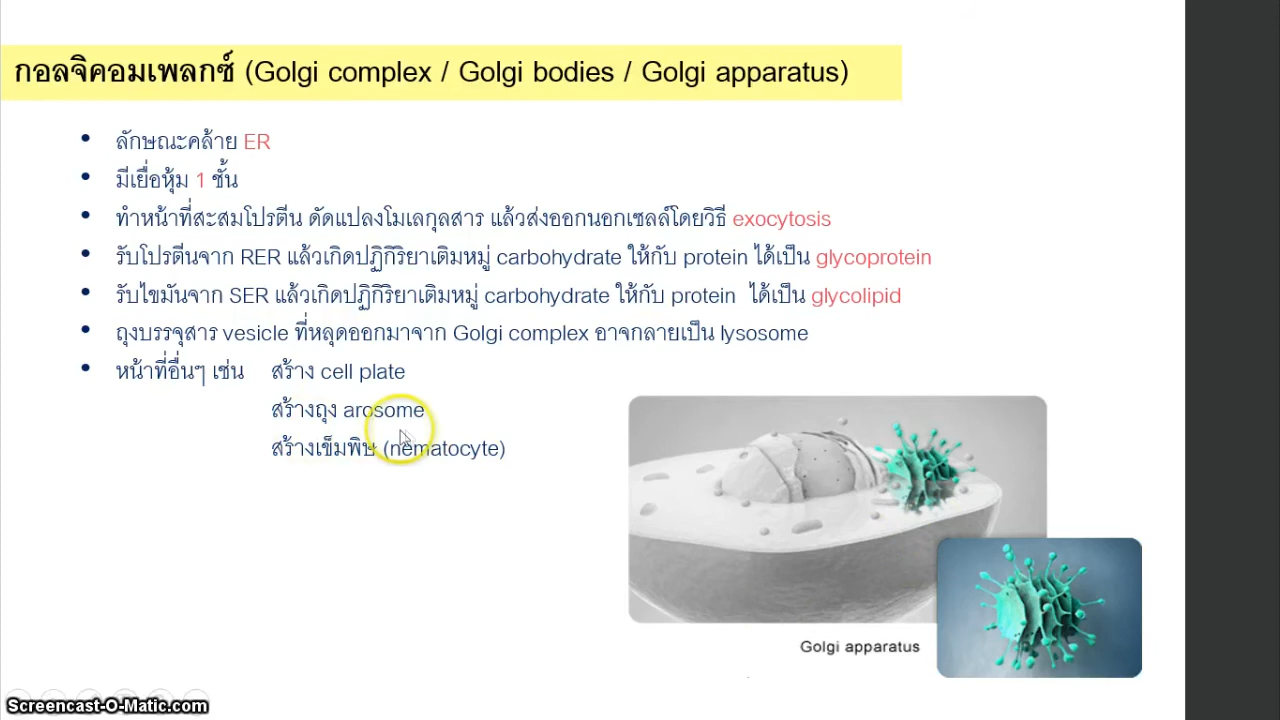 กอลจิคอมเพลกซ์ (Golgi complex / Golgi bodies / Golgi apparatus)
• ลักษณะคล้าย ER
• มีเยื่อหุ้ม 1 ชั้น
• ทำหน้าที่สะสมโปรตีน ดัดแปลงโมเลกุลสาร แล้วส่งออกนอกเซลล์โดยวิธี exocytosis
• รับโปรตีนจาก RER แล้วเกิดปฏิกิริยาเติมหมู่ carbohydrate ให้กับ protein ได้เป็น glycoprotein
• รับไขมันจาก SER แล้วเกิดปฏิกิริยาเติมหมู่ carbohydrate ให้กับ protein ได้เป็น glycolipid
• ถุงบรรจุสาร vesicle ที่หลุดออกมาจาก Golgi complex อาจกลายเป็น lysosome
• หน้าที่อื่นๆ เช่น สร้าง cell plate
สร้างถุง arosome
สร้างเข็มพิษ (nematocyte)
Golgi apparatus
Screencast-O-Matic.com